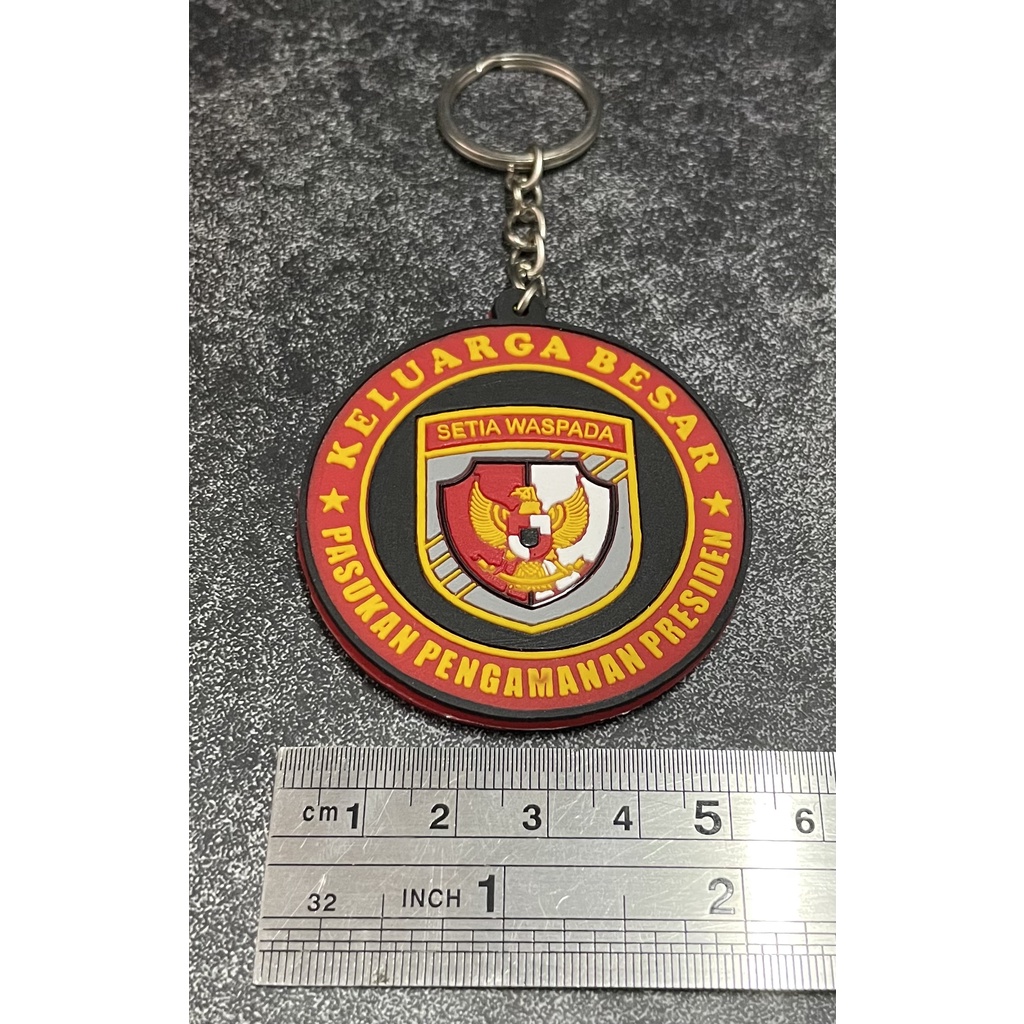 KELUARGA BESAR
SETIA WASPADA
★ PASUKAN PENGAMANAN PRESIDEN ★
cm 1 2 3 4 5 6
32 INCH 1 2